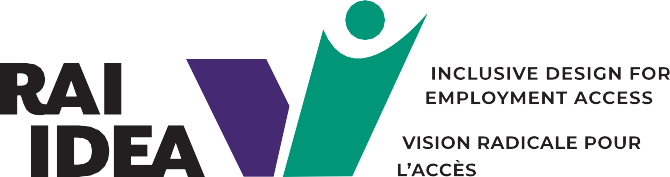 RAI
IDEA
INCLUSIVE DESIGN FOR
EMPLOYMENT ACCESS
VISION RADICALE POUR
L’ACCÈS